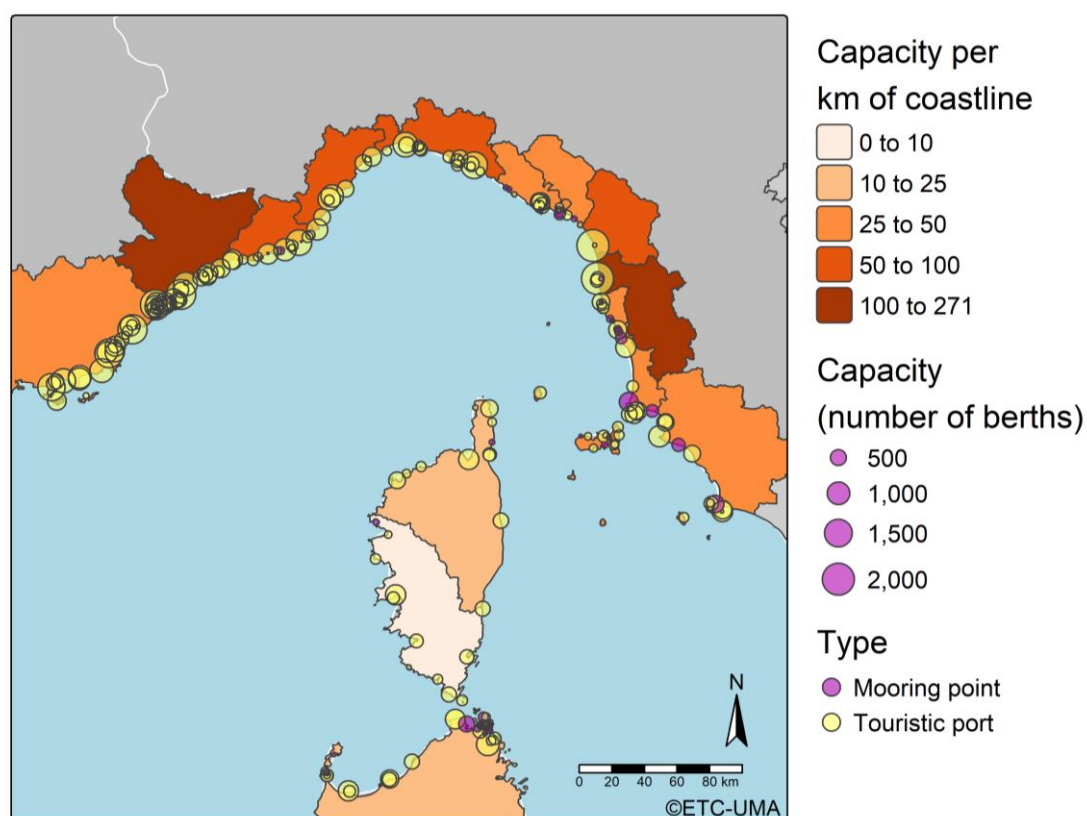 Capacity per
km of coastline
0 to 10
10 to 25
25 to 50
50 to 100
100 to 271
Capacity
(number of berths)
500
1,000
1,500
2,000
Type
Mooring point
Touristic port
N
0 20 40 60 80 km
©ETC-UMA